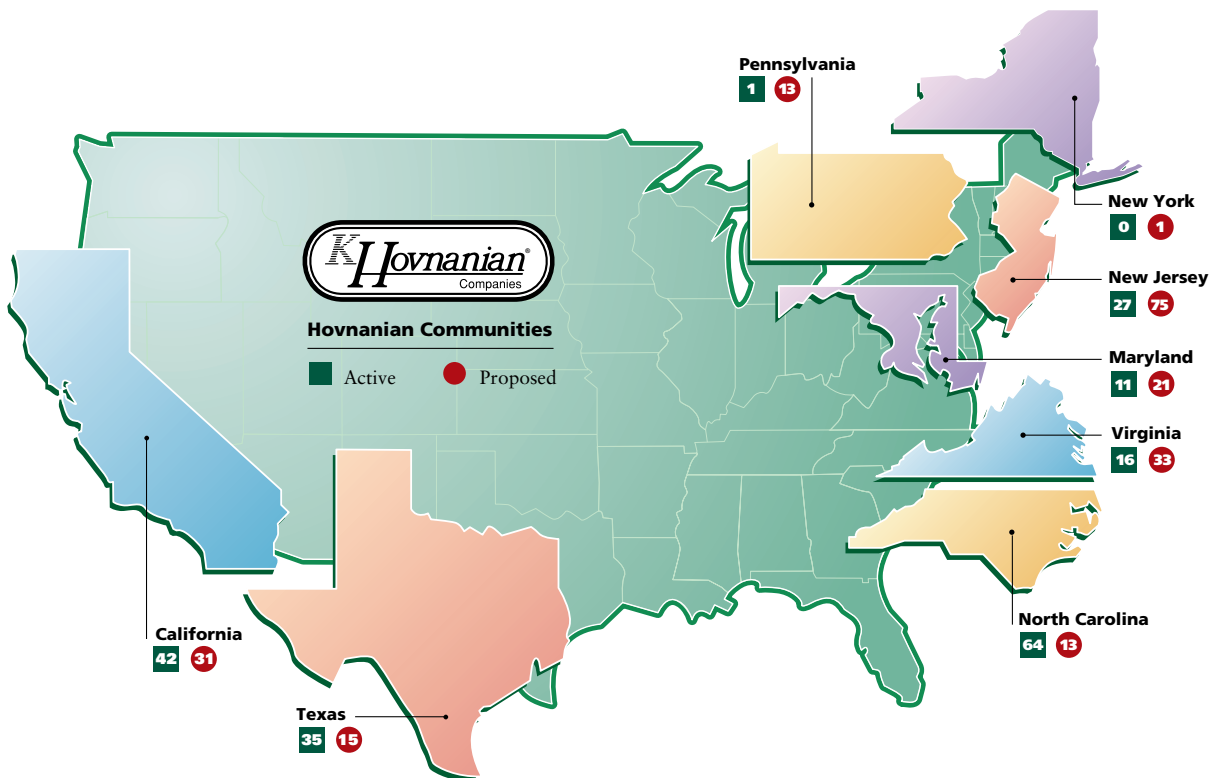 Pennsylvania
1 13
New York
0 1
K Hovnanian®
Companies
New Jersey
27 75
Hovnanian Communities
Active Proposed
Maryland
11 21
Virginia
16 33
North Carolina
64 13
California
42 31
Texas
35 15